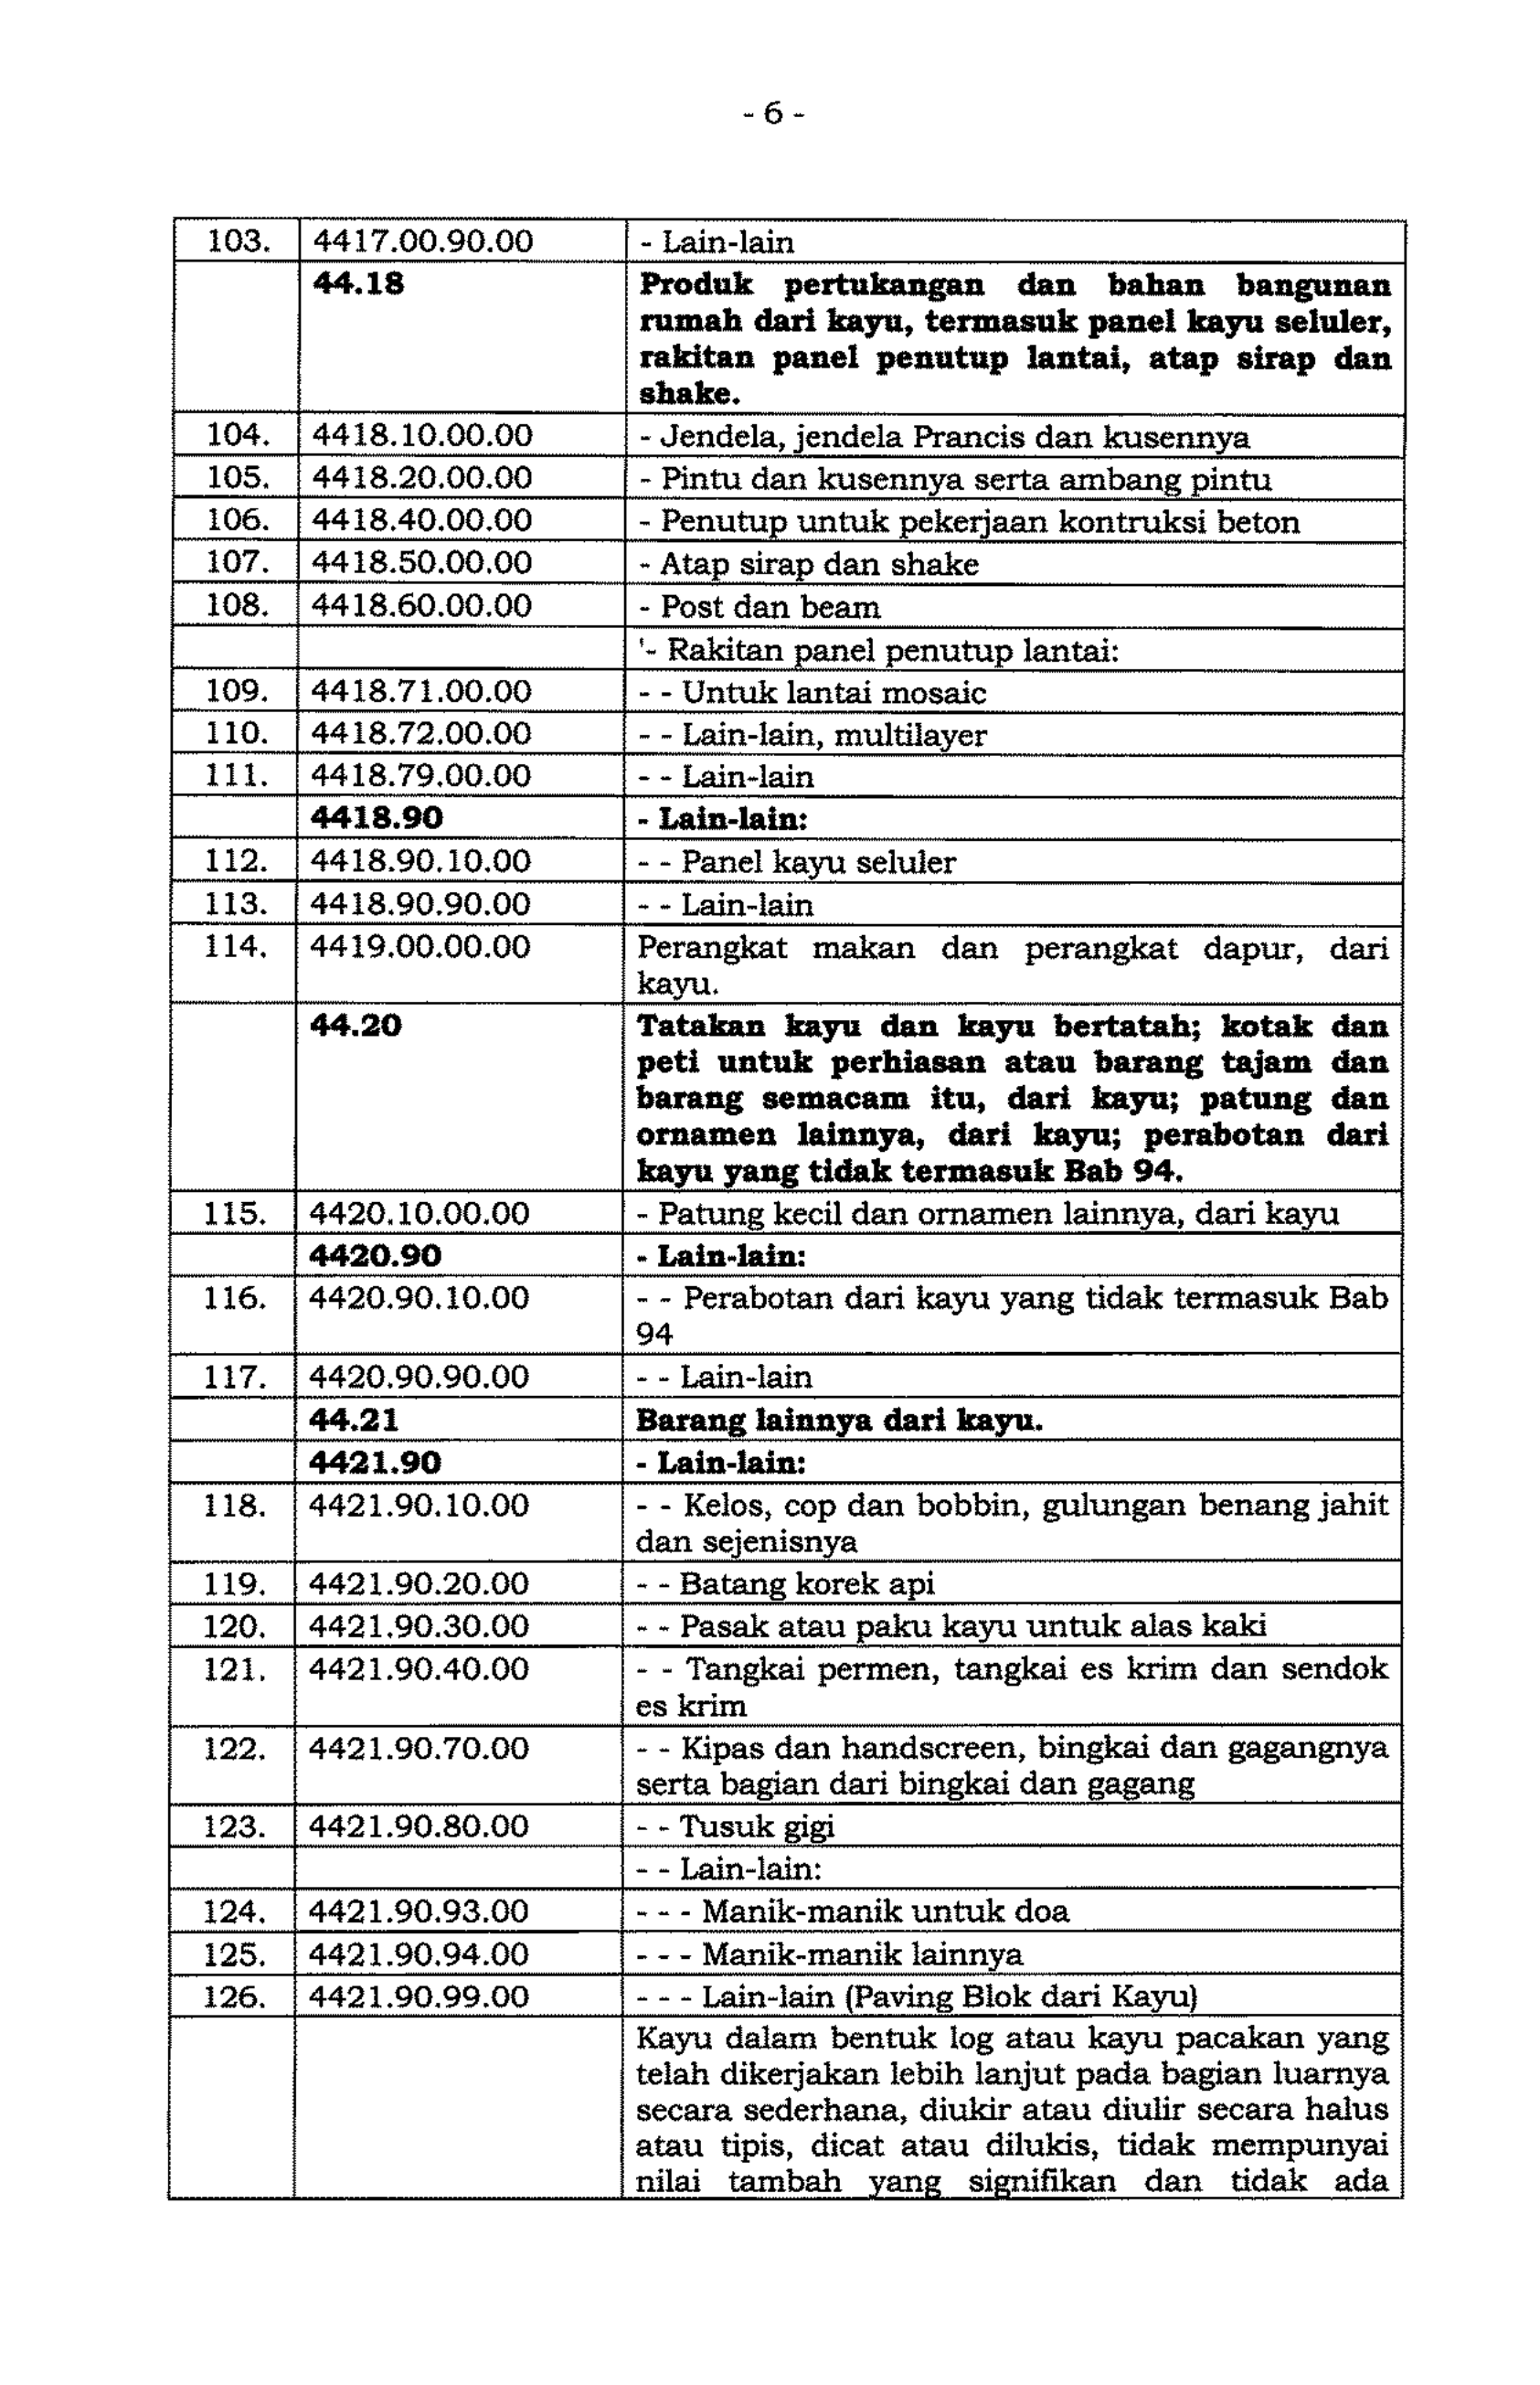 - 6 -
103. 4417.00.90.00 - Lain-lain
44.18 Produk pertukangan dan bahan bangunan
rumah dari kayu, termasuk panel kayu seluler,
rakitan panel penutup lantai, atap sirap dan
shake.
104. 4418.10.00.00 - Jendela, jendela Prancis dan kusennya
105. 4418.20.00.00 - Pintu dan kusennya serta ambang pintu
106. 4418.40.00.00 - Penutup untuk pekerjaan kontruksi beton
107. 4418.50.00.00 - Atap sirap dan shake
108. 4418.60.00.00 - Post dan beam
'- Rakitan panel penutup lantai:
109. 4418.71.00.00 - - Untuk lantai mosaic
110. 4418.72.00.00 - - Lain-lain, multilayer
111. 4418.79.00.00 - - Lain-lain
4418.90 - Lain-lain:
112. 4418.90.10.00 - - Panel kayu seluler
113. 4418.90.90.00 - - Lain-lain
114. 4419.00.00.00 Perangkat makan dan perangkat dapur, dari
kayu.
44.20 Tatakan kayu dan kayu bertatah; kotak dan
peti untuk perhiasan atau barang tajam dan
barang semacam itu, dari kayu; patung dan
ornamen lainnya, dari kayu; perabotan dari
kayu yang tidak termasuk Bab 94.
115. 4420.10.00.00 - Patung kecil dan ornamen lainnya, dari kayu
4420.90 - Lain-lain:
116. 4420.90.10.00 - - Perabotan dari kayu yang tidak termasuk Bab
94
117. 4420.90.90.00 - - Lain-lain
44.21 Barang lainnya dari kayu.
4421.90 - Lain-lain:
118. 4421.90.10.00 - - Kelos, cop dan bobbin, gulungan benang jahit
dan sejenisnya
119. 4421.90.20.00 - - Batang korek api
120. 4421.90.30.00 - - Pasak atau paku kayu untuk alas kaki
121. 4421.90.40.00 - - Tangkai permen, tangkai es krim dan sendok
es krim
122. 4421.90.70.00 - - Kipas dan handscreen, bingkai dan gagangnya
serta bagian dari bingkai dan gagang
123. 4421.90.80.00 - - Tusuk gigi
- - Lain-lain:
124. 4421.90.93.00 - - - Manik-manik untuk doa
125. 4421.90.94.00 - - - Manik-manik lainnya
126. 4421.90.99.00 - - - Lain-lain (Paving Blok dari Kayu)
Kayu dalam bentuk log atau kayu pacakan yang
telah dikerjakan lebih lanjut pada bagian luarnya
secara sederhana, diukir atau diulir secara halus
atau tipis, dicat atau dilukis, tidak mempunyai
nilai tambah yang signifikan dan tidak ada